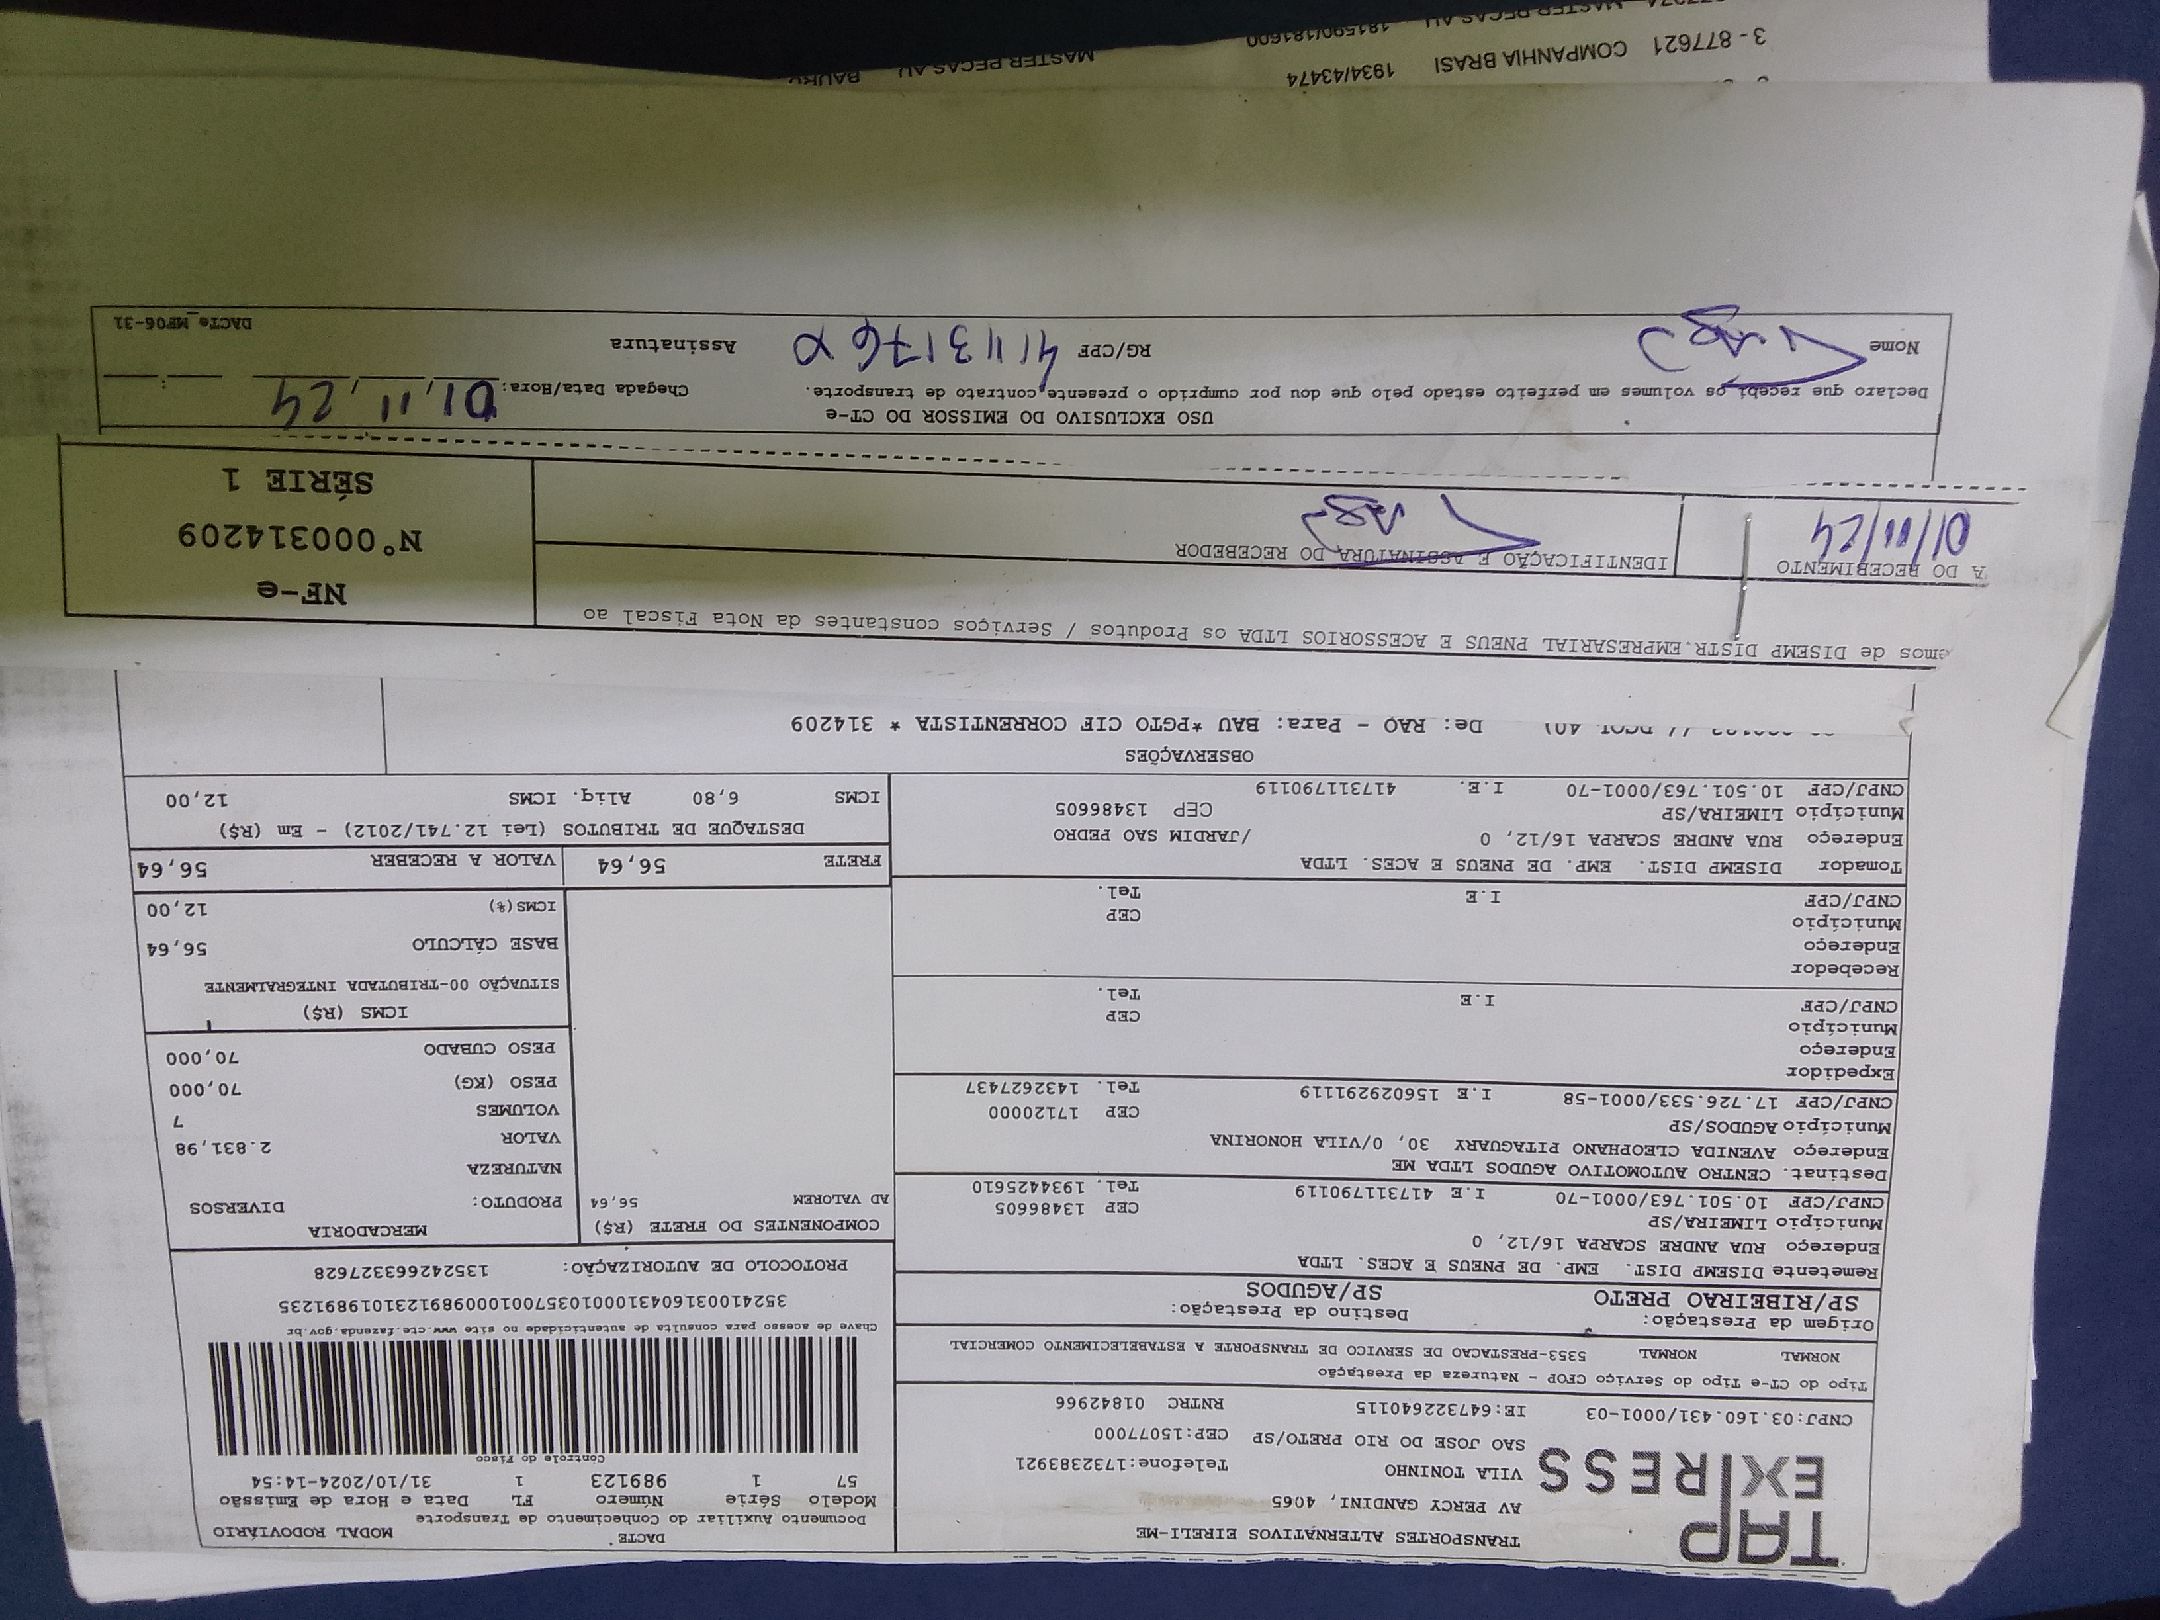 TAP
EXPRESS
TRANSPORTES ALTERNATIVOS EIRELI-ME
AV PERCY GANDINI, 4065
VILA TONINHO Telefone:1732383921
SAO JOSE DO RIO PRETO/SP CEP:15077000
CNPJ:03.160.431/0001-03 IE:647322640115 RNTRC 01842966
DACTE MODAL RODOVIÁRIO
Documento Auxiliar do Conhecimento de Transporte
Modelo Série Número FL Data e Hora de Emissão
57 1 989123 1 31/10/2024-14:54
Controle do Fisco
Chave de acesso para consulta de autenticidade no site www.cte.fazenda.gov.br
PROTOCOLO DE AUTORIZAÇÃO: 135242663327628
Tipo do CT-e Tipo do Serviço CFOP - Natureza da Prestação
NORMAL NORMAL 5353-PRESTACAO DE SERVICO DE TRANSPORTE A ESTABELECIMENTO COMERCIAL
Origem da Prestação: Destino da Prestação:
SP/RIBEIRAO PRETO SP/AGUDOS
Remetente DISEMP DIST. EMP. DE PNEUS E ACES. LTDA
Endereço RUA ANDRE SCARPA 16/12, 0
Município LIMEIRA/SP CEP 13486605
CNPJ/CPF 10.501.763/0001-70 I.E 417311790119 Tel. 1934425610
Destinat. CENTRO AUTOMOTIVO AGUDOS LTDA ME
Endereço AVENIDA CLEOPHANO PITAGUARY 30, 0/VILA HONORINA
Município AGUDOS/SP CEP 17120000
CNPJ/CPF 17.726.533/0001-58 I.E 156029291119 Tel. 1432627437
Expedidor
Endereço
Município CEP
CNPJ/CPF I.E Tel.
Recebedor
Endereço
Município CEP
CNPJ/CPF I.E Tel.
Tomador DISEMP DIST. EMP. DE PNEUS E ACES. LTDA
Endereço RUA ANDRE SCARPA 16/12, 0 /JARDIM SAO PEDRO
Município LIMEIRA/SP CEP 13486605
CNPJ/CPF 10.501.763/0001-70 I.E. 417311790119
COMPONENTES DO FRETE (R$)
AD VALOREM 56,64
MERCADORIA
PRODUTO: DIVERSOS
NATUREZA
VALOR 2.831,98
VOLUMES 7
PESO (KG) 70,000
PESO CUBADO 70,000
ICMS (R$)
SITUAÇÃO 00-TRIBUTADA INTEGRALMENTE
BASE CÁLCULO 56,64
ICMS(%) 12,00
FRETE 56,64 VALOR A RECEBER 56,64
DESTAQUE DE TRIBUTOS (Lei 12.741/2012) - Em (R$)
ICMS 6,80 Aliq. ICMS 12,00
OBSERVAÇÕES
De: RAO - Para: BAU *PGTO CIF CORRENTISTA * 314209
emos de DISEMP DISTR.EMPRESARIAL PNEUS E ACESSORIOS LTDA os Produtos / Serviços constantes da Nota Fiscal ao
A DO RECEBIMENTO IDENTIFICAÇÃO E ASSINATURA DO RECEBEDOR
01/11/24
NF-e
N°000314209
SÉRIE 1
USO EXCLUSIVO DO EMISSOR DO CT-e
Declaro que recebi os volumes em perfeito estado pelo que dou por cumprido o presente contrato de transporte. Chegada Data/Hora: 01,11,24
Nome RG/CPF 41113176X Assinatura
DACTe_MF06-31
3 - 877621 COMPANHIA BRASI 1934/43474
MASTER PECAS AU BAURU
MASTER PECAS AU 181590/181600